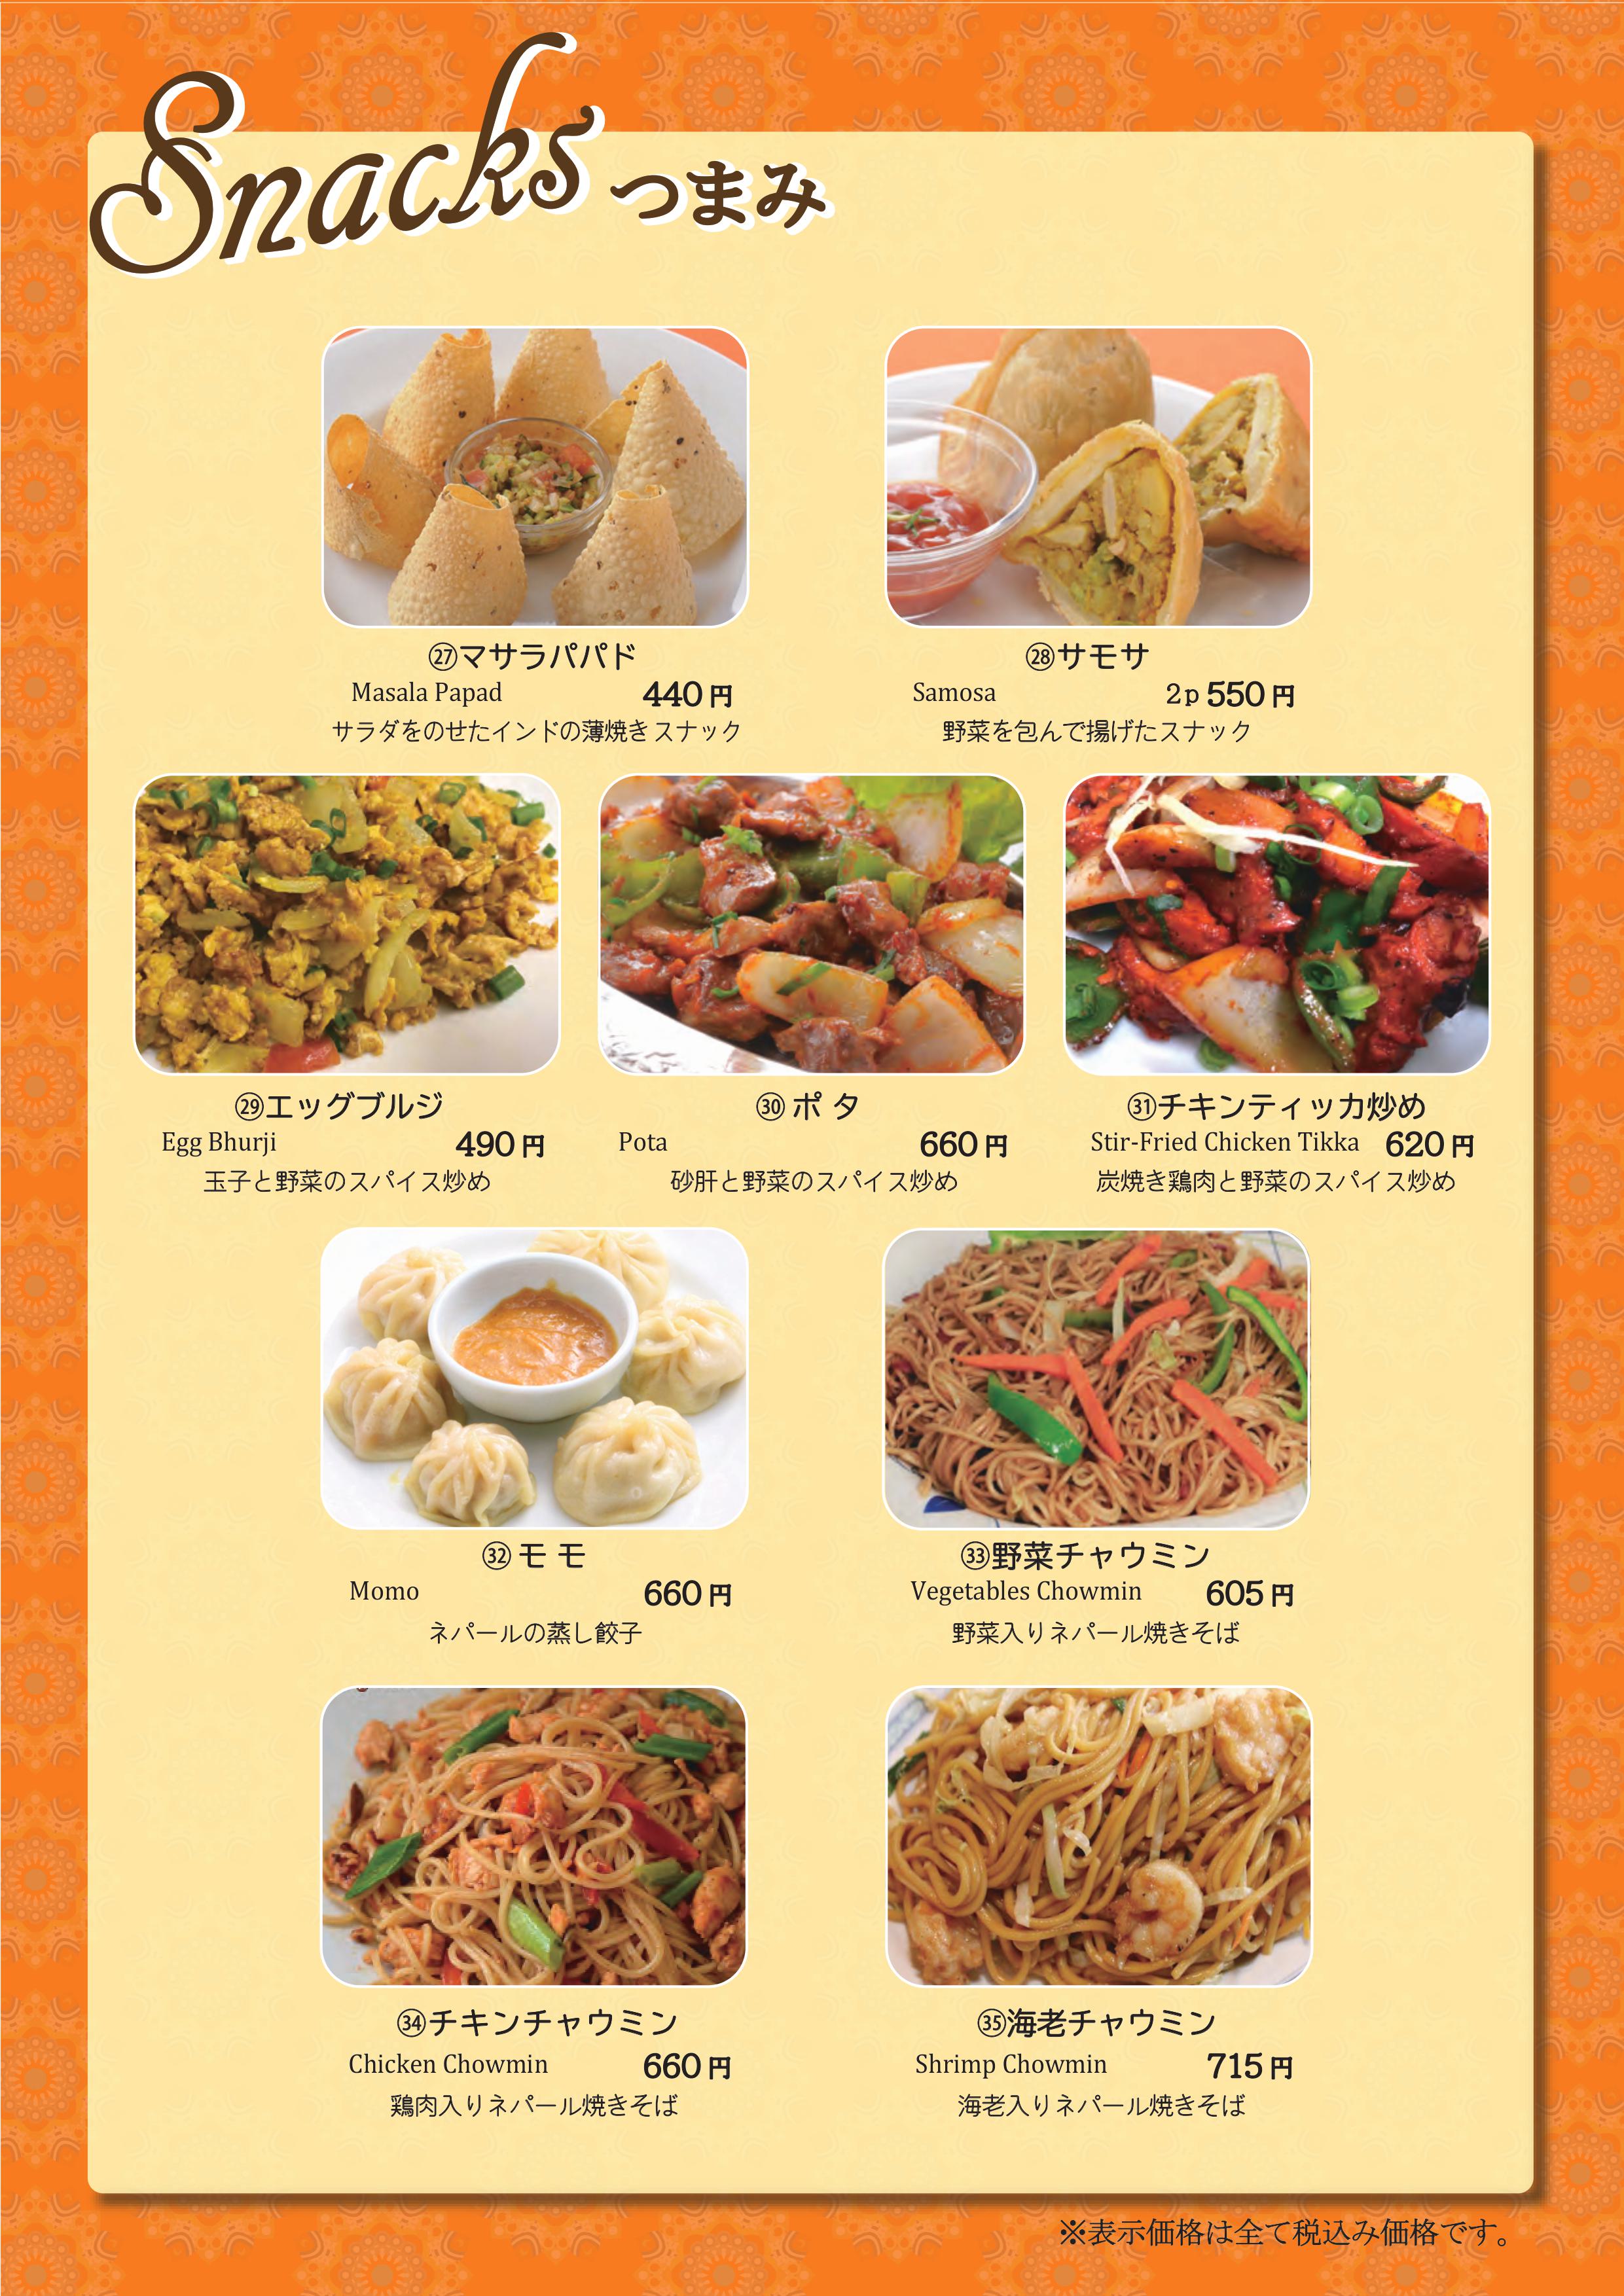 Snacks つまみ
㉗マサラパパド
Masala Papad 440円
サラダをのせたインドの薄焼きスナック
㉘サモサ
Samosa 2p 550円
野菜を包んで揚げたスナック
㉙エッグブルジ
Egg Bhurji 490円
玉子と野菜のスパイス炒め
㉚ポタ
Pota 660円
砂肝と野菜のスパイス炒め
㉛チキンティッカ炒め
Stir-Fried Chicken Tikka 620円
炭焼き鶏肉と野菜のスパイス炒め
㉜モモ
Momo 660円
ネパールの蒸し餃子
㉝野菜チャウミン
Vegetables Chowmin 605円
野菜入りネパール焼きそば
㉞チキンチャウミン
Chicken Chowmin 660円
鶏肉入りネパール焼きそば
㉟海老チャウミン
Shrimp Chowmin 715円
海老入りネパール焼きそば
※表示価格は全て税込み価格です。